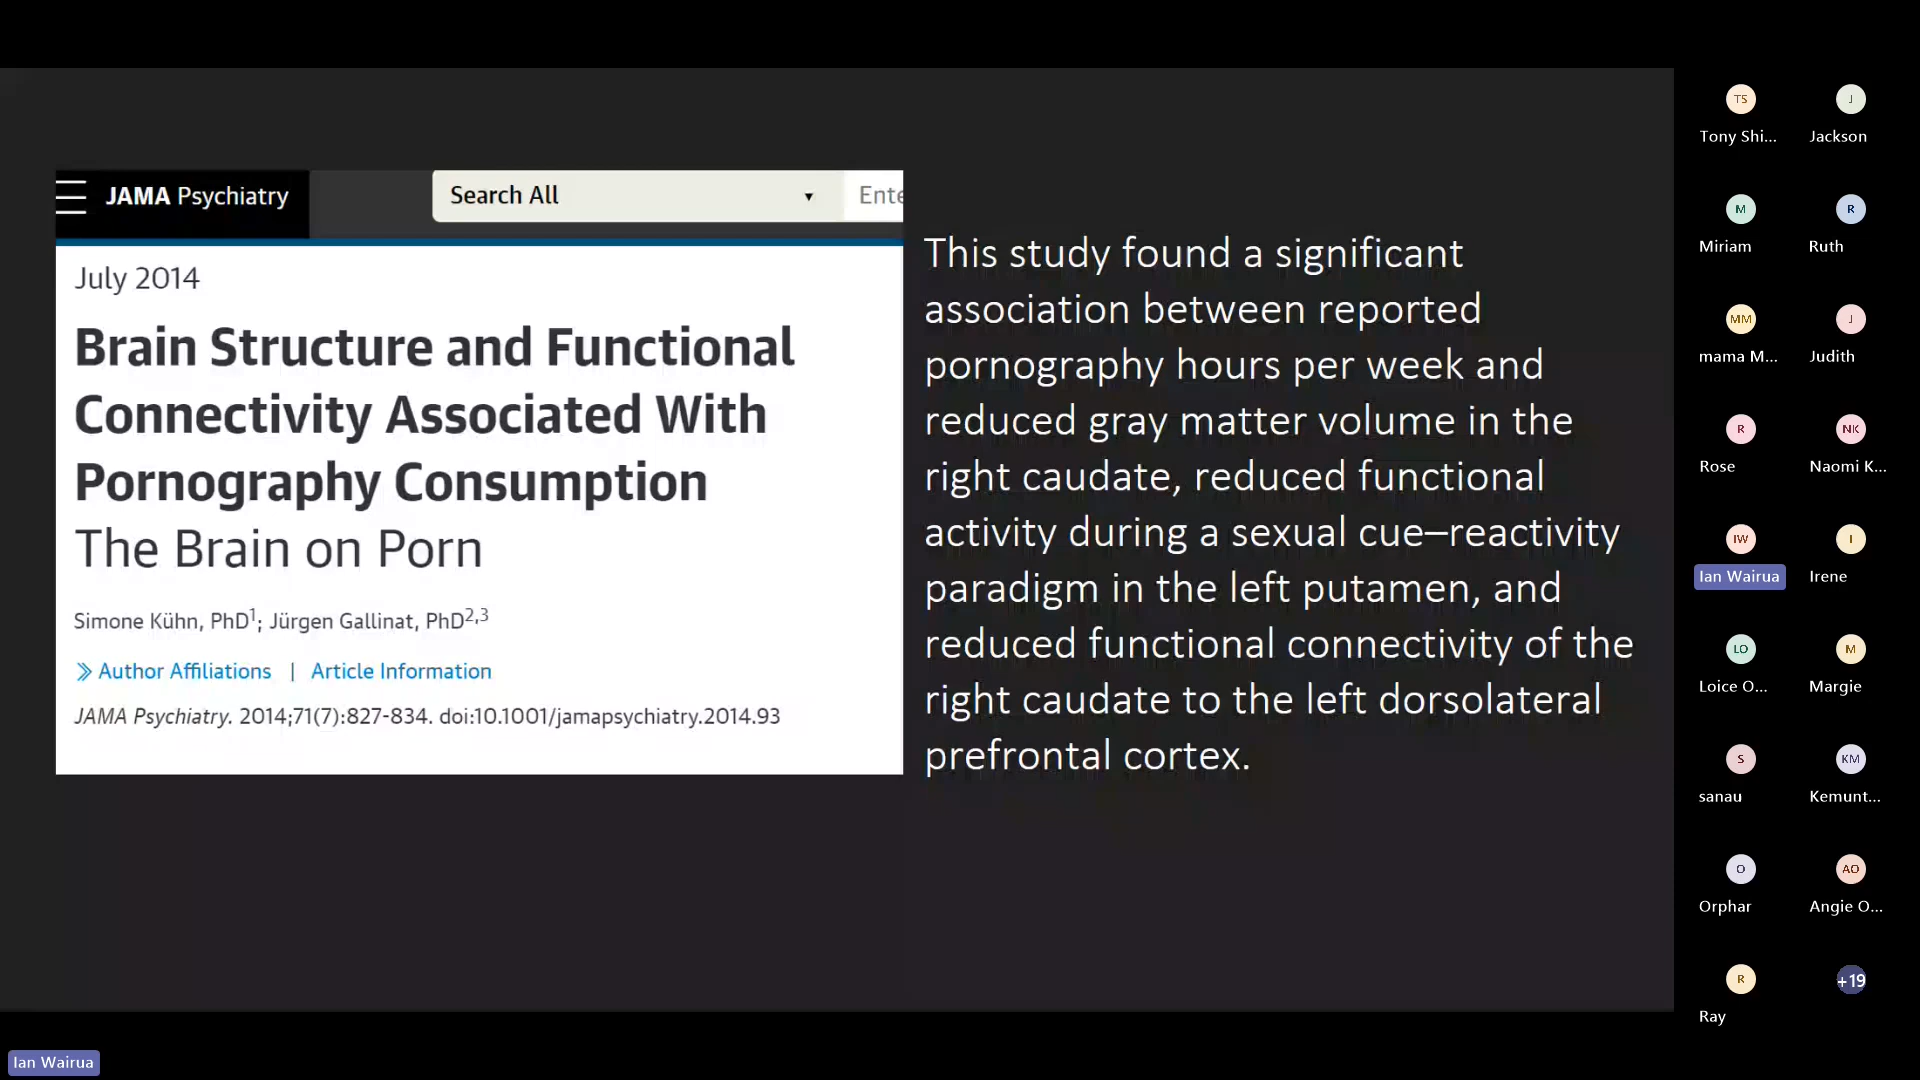 JAMA Psychiatry
Search All
Ente
July 2014
Brain Structure and Functional
Connectivity Associated With
Pornography Consumption
The Brain on Porn
Simone Kühn, PhD1; Jürgen Gallinat, PhD2,3
Author Affiliations | Article Information
JAMA Psychiatry. 2014;71(7):827-834. doi:10.1001/jamapsychiatry.2014.93
This study found a significant
association between reported
pornography hours per week and
reduced gray matter volume in the
right caudate, reduced functional
activity during a sexual cue–reactivity
paradigm in the left putamen, and
reduced functional connectivity of the
right caudate to the left dorsolateral
prefrontal cortex.
TS
J
Tony Shi...
Jackson
M
R
Miriam
Ruth
MM
J
mama M...
Judith
R
NK
Rose
Naomi K...
IW
I
Ian Wairua
Irene
LO
M
Loice O...
Margie
S
KM
sanau
Kemunt...
O
AO
Orphar
Angie O...
R
+19
Ray
Ian Wairua